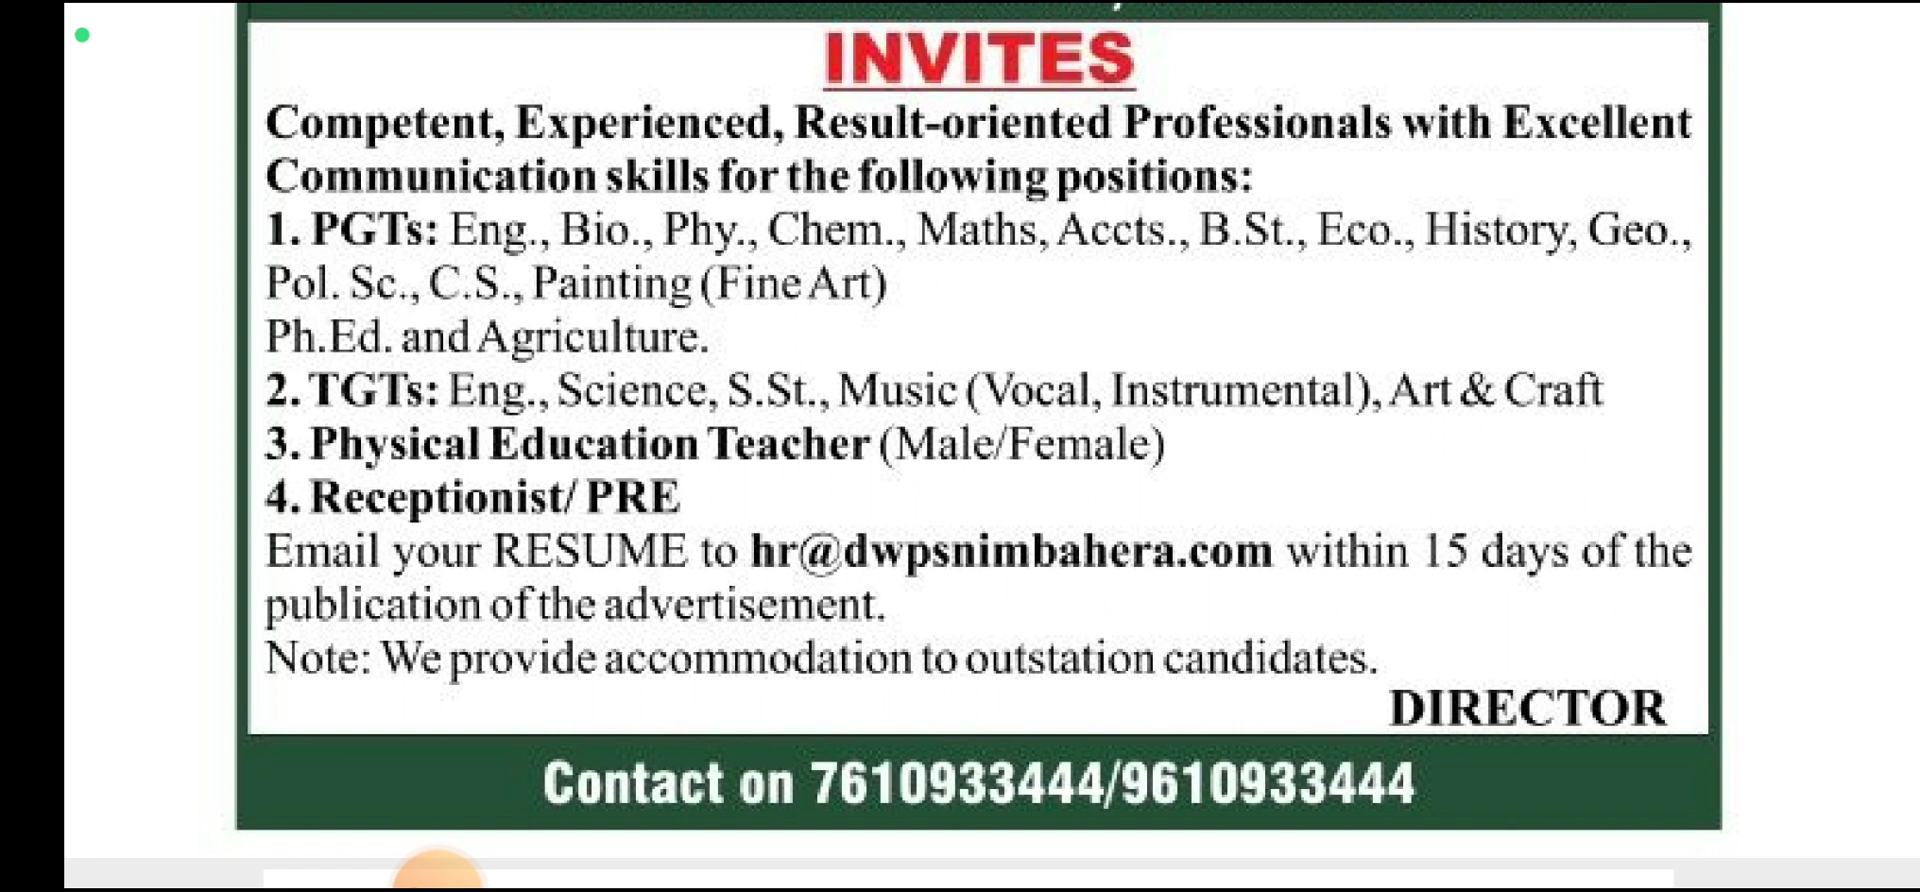 INVITES
Competent, Experienced, Result-oriented Professionals with Excellent
Communication skills for the following positions:
1. PGTs: Eng., Bio., Phy., Chem., Maths, Accts., B.St., Eco., History, Geo.,
Pol. Sc., C.S., Painting (Fine Art)
Ph.Ed. and Agriculture.
2. TGTs: Eng., Science, S.St., Music (Vocal, Instrumental), Art & Craft
3. Physical Education Teacher (Male/Female)
4. Receptionist/ PRE
Email your RESUME to hr@dwpsnimbahera.com within 15 days of the
publication of the advertisement.
Note: We provide accommodation to outstation candidates.
DIRECTOR
Contact on 7610933444/9610933444